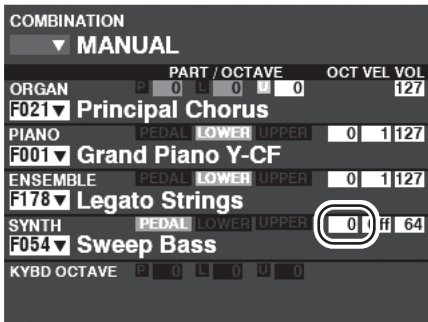 COMBINATION
▼ MANUAL
PART / OCTAVE OCT VEL VOL
ORGAN P 0 L 0 U 0 127
F021▼ Principal Chorus
PIANO PEDAL LOWER UPPER 0 1 127
F001▼ Grand Piano Y-CF
ENSEMBLE PEDAL LOWER UPPER 0 1 127
F178▼ Legato Strings
SYNTH PEDAL LOWER UPPER 0 Off 64
F054▼ Sweep Bass
KYBD OCTAVE P 0 L 0 U 0